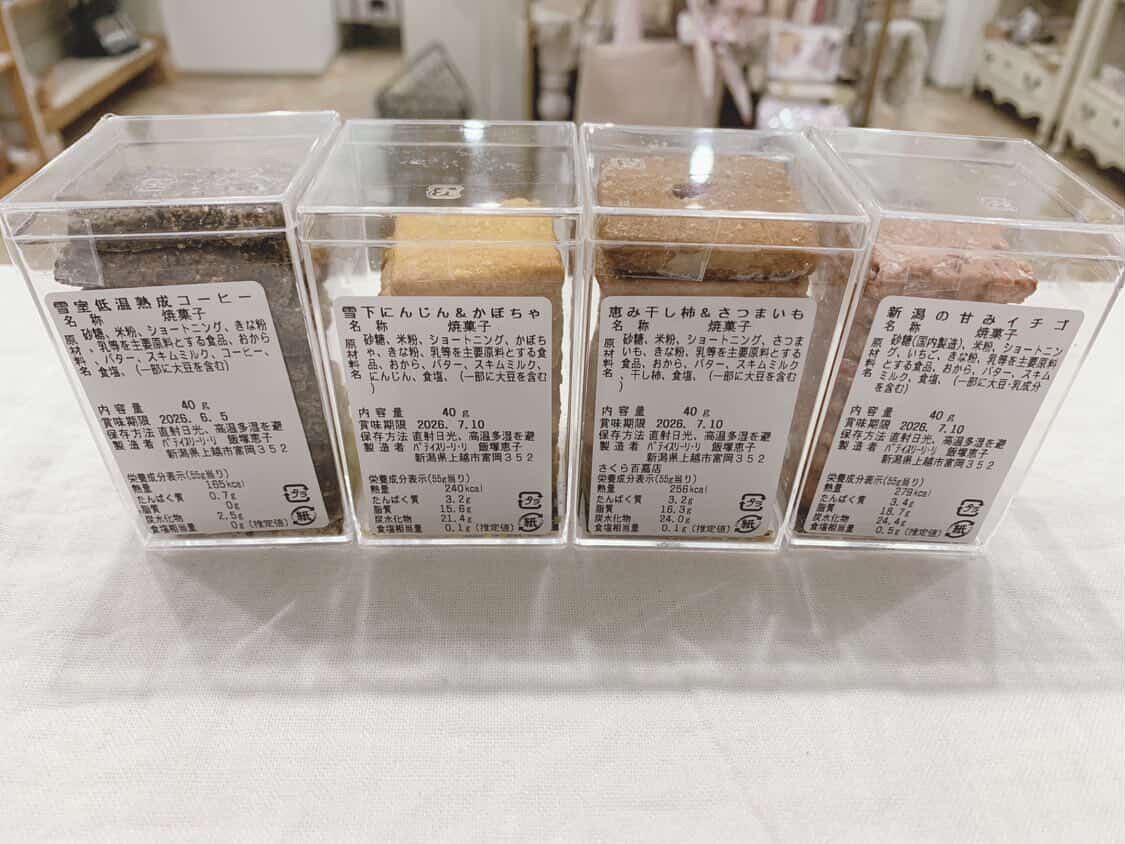 雪室低温熟成コーヒー
名称 焼菓子
原材料名 砂糖、米粉、ショートニング、きな粉
、乳等を主要原料とする食品、おから
、バター、スキムミルク、コーヒー、
食塩、(一部に大豆を含む)
内容量 40g
賞味期限 2026. 6. 5
保存方法 直射日光、高温多湿を避
製造者 パティスリーリ・リ 飯塚恵子
新潟県上越市富岡352
栄養成分表示(55g当り)
熱量 185kcal
たんぱく質 0.7g
脂質 0g
炭水化物 2.5g
食塩相当量 0g(推定値)
プラ
紙
雪下にんじん&かぼちゃ
名称 焼菓子
原材料名 砂糖、米粉、ショートニング、かぼち
ゃ、きな粉、乳等を主要原料とする食
品、おから、バター、スキムミルク、
にんじん、食塩、(一部に大豆を含む
)
内容量 40g
賞味期限 2026. 7.10
保存方法 直射日光、高温多湿を避
製造者 パティスリーリ・リ 飯塚恵子
新潟県上越市富岡352
栄養成分表示(55g当り)
熱量 240kcal
たんぱく質 3.2g
脂質 15.6g
炭水化物 21.4g
食塩相当量 0.1g(推定値)
プラ
紙
恵み干し柿&さつまいも
名称 焼菓子
原材料名 砂糖、米粉、ショートニング、さつま
いも、きな粉、乳等を主要原料とする
食品、おから、バター、スキムミルク
、干し柿、食塩、(一部に大豆を含む
)
内容量 40g
賞味期限 2026. 7.10
保存方法 直射日光、高温多湿を避
製造者 パティスリーリ・リ 飯塚恵子
新潟県上越市富岡352
さくら百嘉店
栄養成分表示(55g当り)
熱量 256kcal
たんぱく質 3.2g
脂質 16.3g
炭水化物 24.0g
食塩相当量 0.1g(推定値)
プラ
紙
新潟の甘みイチゴ
名称 焼菓子
原材料名 砂糖(国内製造)、米粉、ショートニン
グ、いちご、きな粉、乳等を主要原料
とする食品、おから、バター、スキム
ミルク、食塩、(一部に大豆・乳成分
を含む)
内容量 40g
賞味期限 2026. 7.10
保存方法 直射日光、高温多湿を避
製造者 パティスリーリ・リ 飯塚恵子
新潟県上越市富岡352
栄養成分表示(55g当り)
熱量 279kcal
たんぱく質 3.4g
脂質 18.7g
炭水化物 24.4g
食塩相当量 0.5g(推定値)
プラ
紙